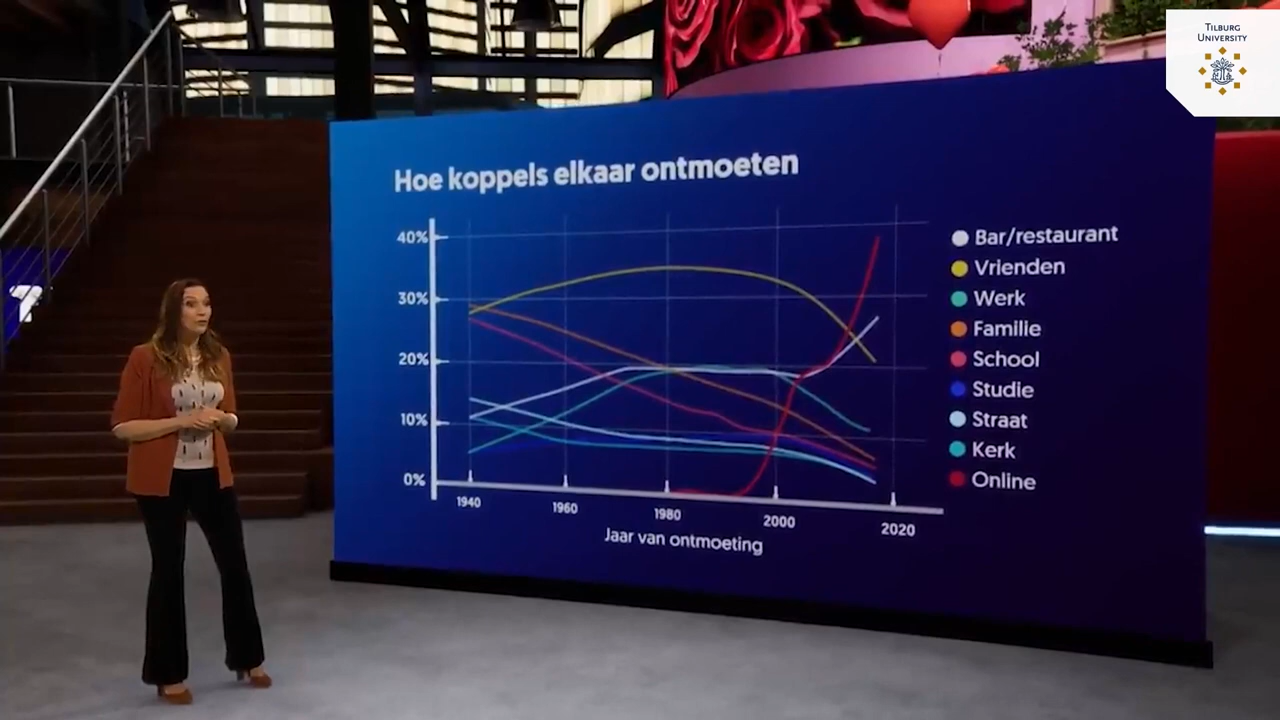 TILBURG
UNIVERSITY
Hoe koppels elkaar ontmoeten
40%
30%
20%
10%
0%
1940
1960
1980
2000
2020
Jaar van ontmoeting
Bar/restaurant
Vrienden
Werk
Familie
School
Studie
Straat
Kerk
Online